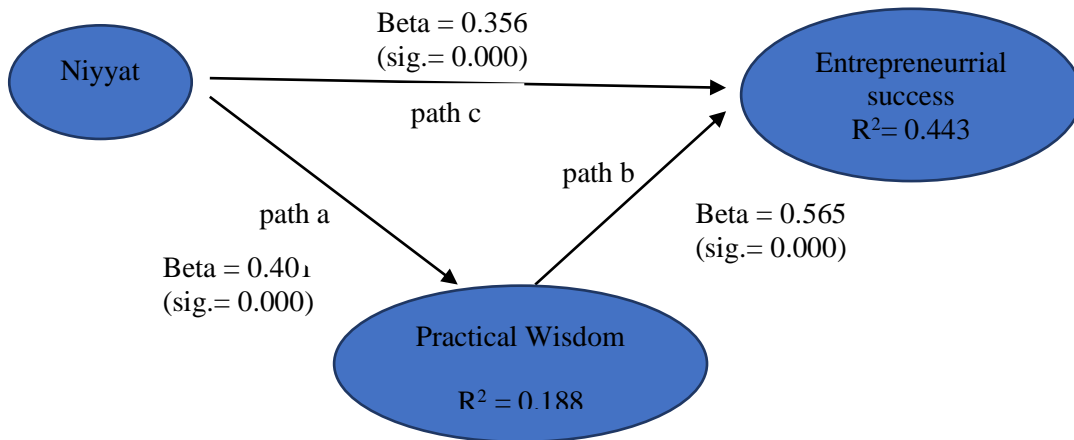 Beta = 0.356
(sig.= 0.000)
Niyyat
Entrepreneurrial
success
R²= 0.443
path c
path b
path a
Beta = 0.565
(sig.= 0.000)
Beta = 0.401
(sig.= 0.000)
Practical Wisdom
R² = 0.188